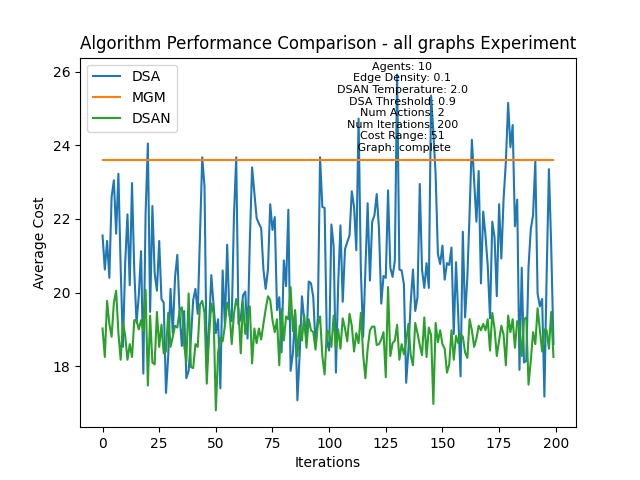 Algorithm Performance Comparison - all graphs Experiment
DSA
MGM
DSAN
Agents: 10
Edge Density: 0.1
DSAN Temperature: 2.0
DSA Threshold: 0.9
Num Actions: 2
Num Iterations: 200
Cost Range: 51
Graph: complete
Average Cost
26
24
22
20
18
0
25
50
75
100
125
150
175
200
Iterations